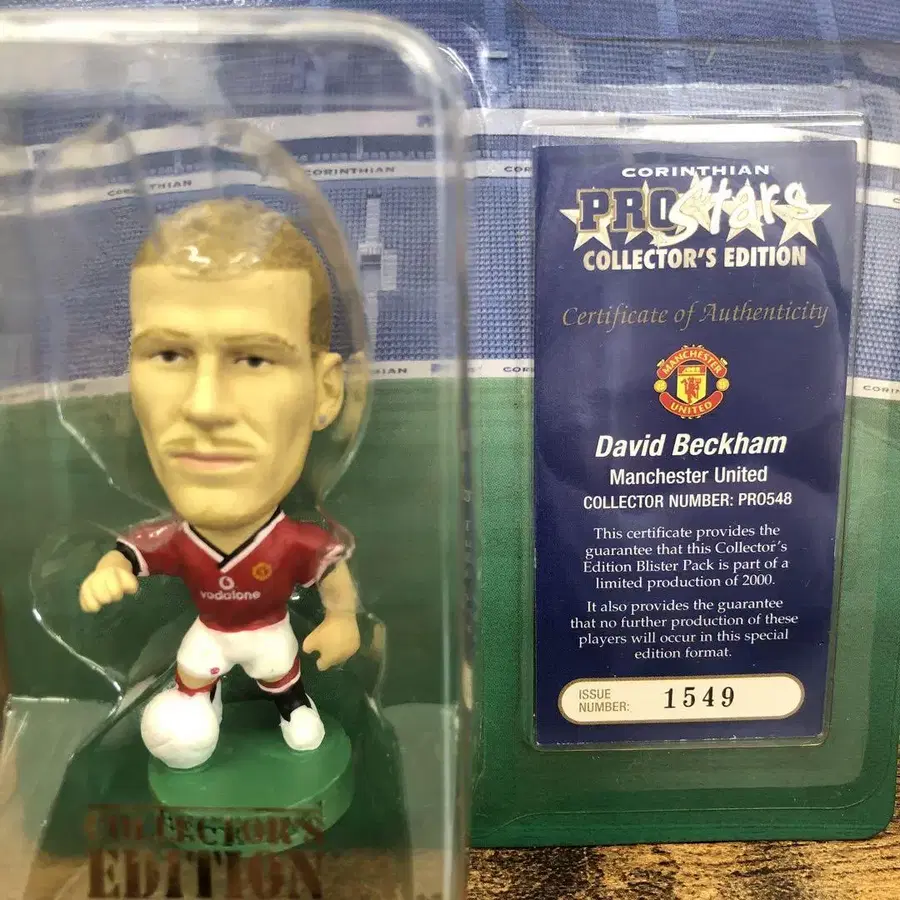 CORINTHIAN
CORINTHIAN
CORINTHIAN
PRO Stars
COLLECTOR'S EDITION
Certificate of Authenticity
MANCHESTER
UNITED
David Beckham
Manchester United
COLLECTOR NUMBER: PRO548
This certificate provides the
guarantee that this Collector's
Edition Blister Pack is part of a
limited production of 2000.
It also provides the guarantee
that no further production of these
players will occur in this special
edition format.
ISSUE
NUMBER: 1549
vodafone
COLLECTOR'S
EDITION